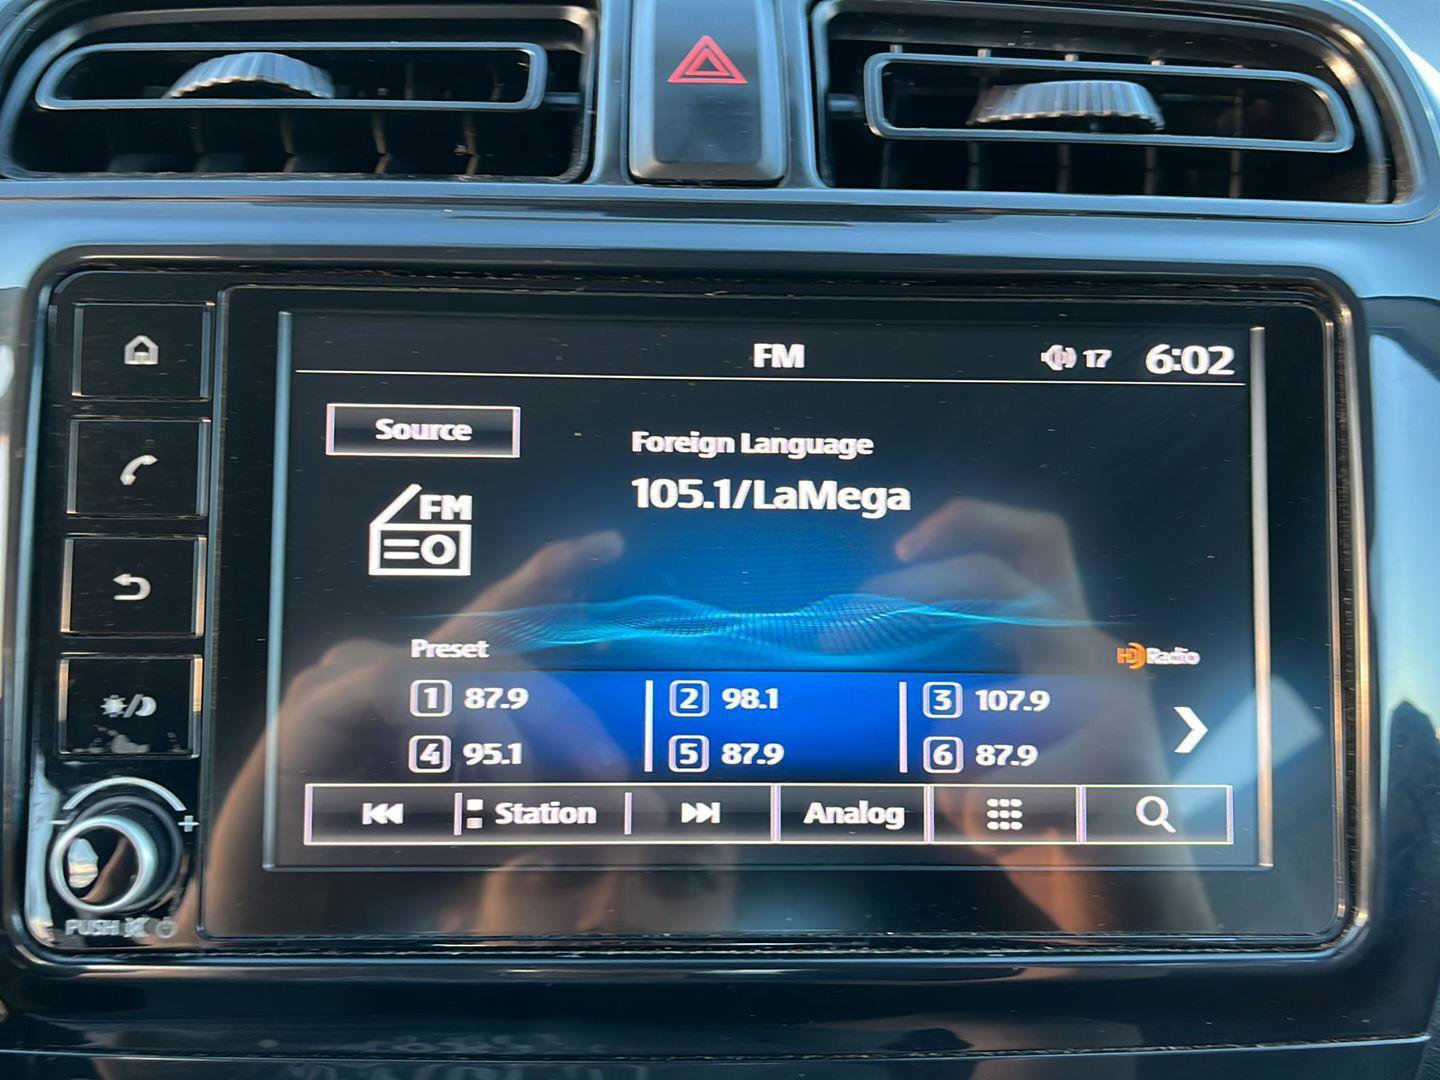 FM 17 6:02
Source
Foreign Language
105.1/LaMega
FM
Preset
HD Radio
1 87.9 2 98.1 3 107.9
4 95.1 5 87.9 6 87.9
Station Analog
- +
PUSH